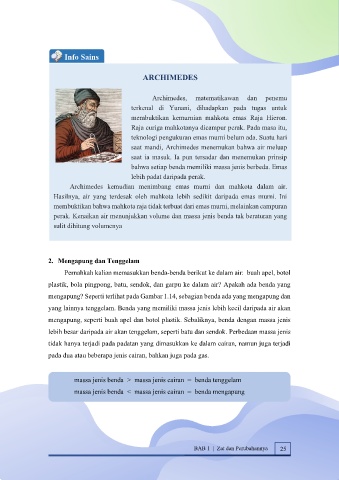 Info Sains
ARCHIMEDES
Archimedes, matematikawan dan penemu
terkenal di Yunani, dihadapkan pada tugas untuk
membuktikan kemurnian mahkota emas Raja Hieron.
Raja curiga mahkotanya dicampur perak. Pada masa itu,
teknologi pengukuran emas murni belum ada. Suatu hari
saat mandi, Archimedes menemukan bahwa air meluap
saat ia masuk. Ia pun tersadar dan menemukan prinsip
bahwa setiap benda memiliki massa jenis berbeda. Emas
lebih padat daripada perak.
Archimedes kemudian menimbang emas murni dan mahkota dalam air.
Hasilnya, air yang terdesak oleh mahkota lebih sedikit daripada emas murni. Ini
membuktikan bahwa mahkota raja tidak terbuat dari emas murni, melainkan campuran
perak. Kenaikan air menunjukkan volume dan massa jenis benda tak beraturan yang
sulit dihitung volumenya
2. Mengapung dan Tenggelam
Pernahkah kalian memasukkan benda-benda berikut ke dalam air: buah apel, botol
plastik, bola pingpong, batu, sendok, dan garpu ke dalam air? Apakah ada benda yang
mengapung? Seperti terlihat pada Gambar 1.14, sebagian benda ada yang mengapung dan
yang lainnya tenggelam. Benda yang memiliki massa jenis lebih kecil daripada air akan
mengapung, seperti buah apel dan botol plastik. Sebaliknya, benda dengan massa jenis
lebih besar daripada air akan tenggelam, seperti batu dan sendok. Perbedaan massa jenis
tidak hanya terjadi pada padatan yang dimasukkan ke dalam cairan, namun juga terjadi
pada dua atau beberapa jenis cairan, bahkan juga pada gas.
massa jenis benda > massa jenis cairan = benda tenggelam
massa jenis benda < massa jenis cairan = benda mengapung
BAB 1 | Zat dan Perubahannya 25